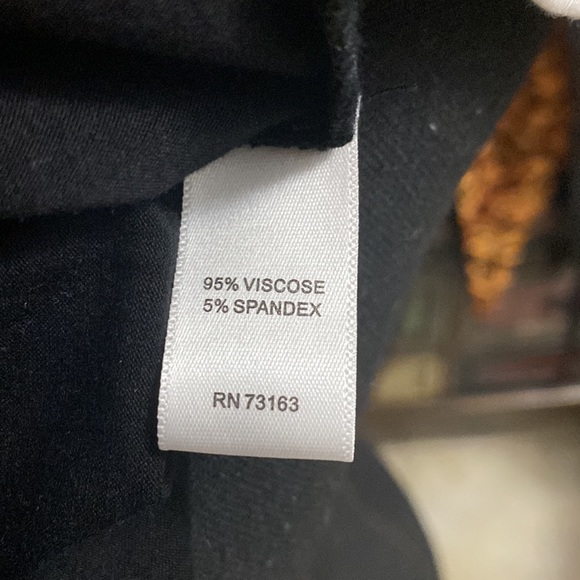 95% VISCOSE
5% SPANDEX
RN 73163